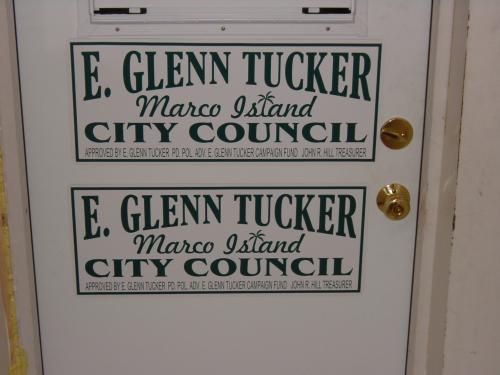 E. GLENN TUCKER
Marco Island
CITY COUNCIL
APPROVED BY E. GLENN TUCKER PD. POL. ADV. E. GLENN TUCKER CAMPAIGN FUND JOHN R. HILL TREASURER
E. GLENN TUCKER
Marco Island
CITY COUNCIL
APPROVED BY E. GLENN TUCKER PD. POL. ADV. E. GLENN TUCKER CAMPAIGN FUND JOHN R. HILL TREASURER